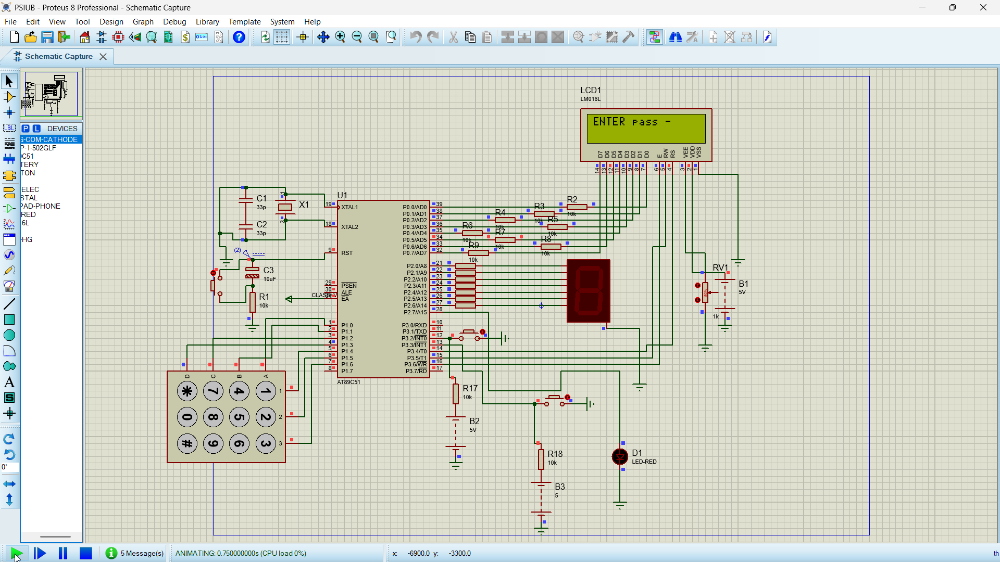 PSIUB - Proteus 8 Professional - Schematic Capture
File Edit View Tool Design Graph Debug Library Template System Help
Schematic Capture
P L DEVICES
G-COM-CATHODE
P-1-502GLF
C51
TERY
TON
ELEC
STAL
PAD-PHONE
RED
6L
-HG
0°
LCD1
LM016L
ENTER pass -
D7 D6 D5 D4 D3 D2 D1 D0 E RW RS VEE VDD VSS
14 13 12 11 10 9 8 7 6 5 4 3 2 1
C1
33p
C2
33p
X1
1
2
(2)
C3
10uF
R1
10k
U1
AT89C51
19 XTAL1
18 XTAL2
9 RST
29 PSEN
30 ALE
31 EA
1 P1.0
2 P1.1
3 P1.2
4 P1.3
5 P1.4
6 P1.5
7 P1.6
8 P1.7
P0.0/AD0 39
P0.1/AD1 38
P0.2/AD2 37
P0.3/AD3 36
P0.4/AD4 35
P0.5/AD5 34
P0.6/AD6 33
P0.7/AD7 32
P2.0/A8 21
P2.1/A9 22
P2.2/A10 23
P2.3/A11 24
P2.4/A12 25
P2.5/A13 26
P2.6/A14 27
P2.7/A15 28
P3.0/RXD 10
P3.1/TXD 11
P3.2/INT0 12
P3.3/INT1 13
P3.4/T0 14
P3.5/T1 15
P3.6/WR 16
P3.7/RD 17
R2
10k
R3
10k
R4
10k
R5
10k
R6
10k
R7
10k
R8
10k
R9
10k
RV1
1k
50%
B1
5V
R17
10k
B2
5V
R18
10k
B3
5
D1
LED-RED
D C B A
* 7 4 1 1
0 8 5 2 2
# 9 6 3 3
5 Message(s) ANIMATING: 0.750000000s (CPU load 0%) x: -6900.0 y: -3300.0 th